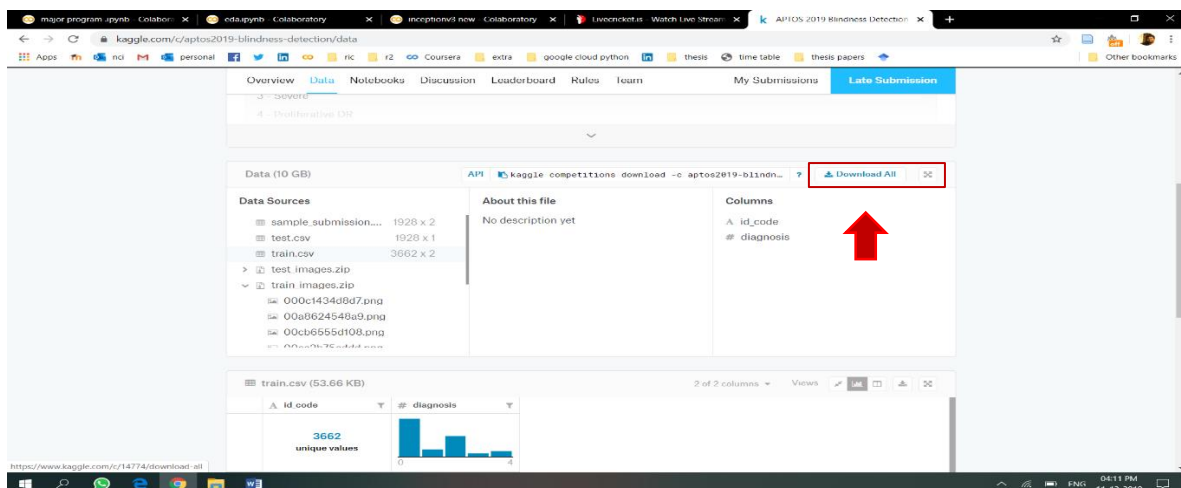 major program .ipynb - Colabor
eda.ipynb - Colaboratory
inceptionv3 new - Colaboratory
Livecricket.is - Watch Live Stream
APTOS 2019 Blindness Detection
kaggle.com/c/aptos2019-blindness-detection/data
Apps nci personal ric r2 Coursera extra google cloud python thesis time table thesis papers Other bookmarks
Overview Data Notebooks Discussion Leaderboard Rules Team My Submissions Late Submission
3 - Severe
4 - Proliferative DR
Data (10 GB) API kaggle competitions download -c aptos2019-blindn… ? Download All
Data Sources
sample_submission.... 1928 x 2
test.csv 1928 x 1
train.csv 3662 x 2
test_images.zip
train_images.zip
000c1434d8d7.png
00a8624548a9.png
00cb6555d108.png
About this file
No description yet
Columns
A id_code
# diagnosis
train.csv (53.66 KB) 2 of 2 columns Views
A id_code # diagnosis
3662
unique values
0 4
https://www.kaggle.com/c/14774/download-all
ENG 04:11 PM